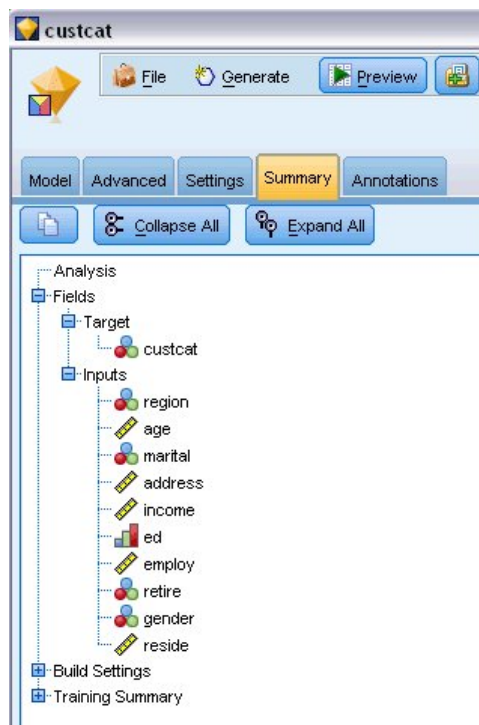 custcat
File Generate Preview
Model Advanced Settings Summary Annotations
Collapse All Expand All
Analysis
Fields
Target
custcat
Inputs
region
age
marital
address
income
ed
employ
retire
gender
reside
Build Settings
Training Summary